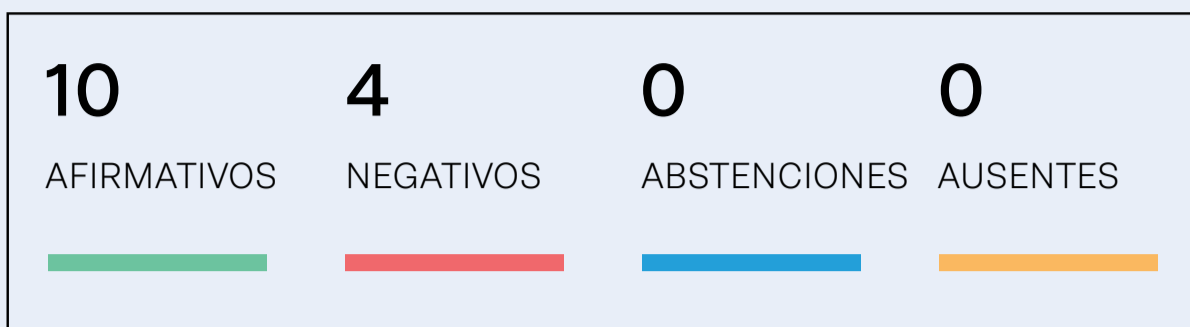 10 4 0 0
AFIRMATIVOS NEGATIVOS ABSTENCIONES AUSENTES